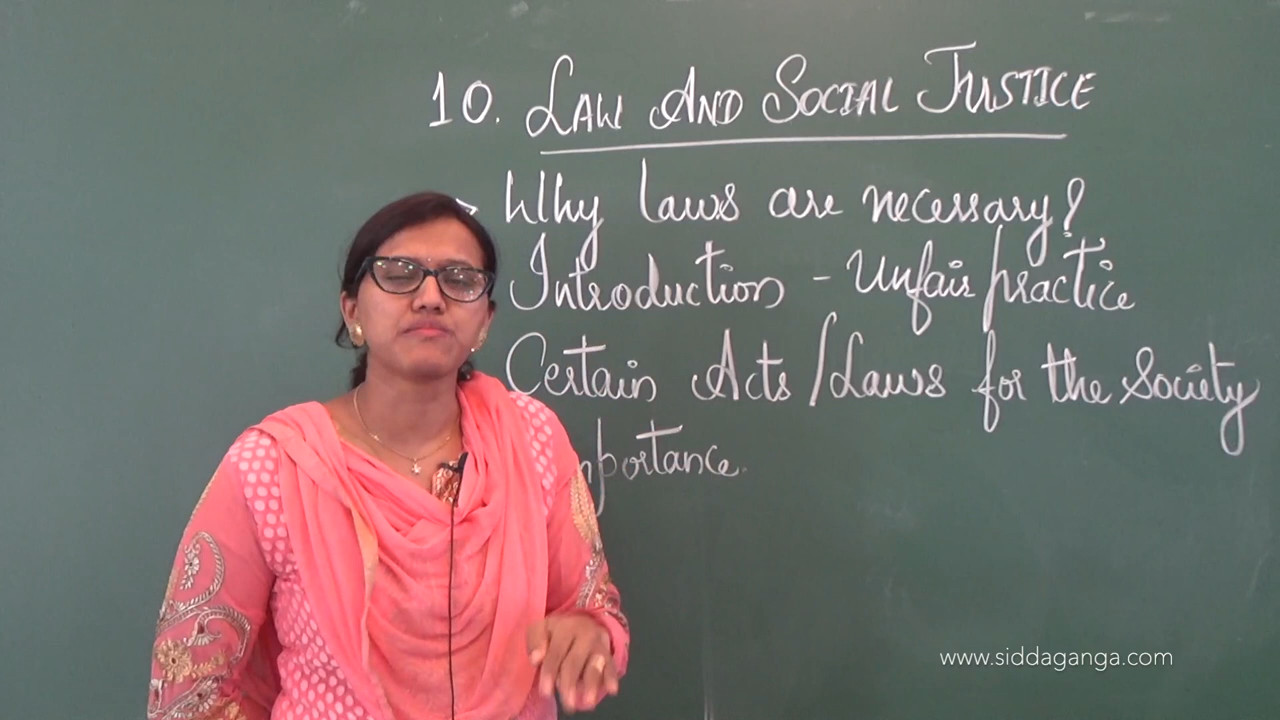 10. LAW AND SOCIAL JUSTICE
Why laws are necessary?
Introduction - Unfair practice
Certain Acts / Laws for the Society
www.siddaganga.com